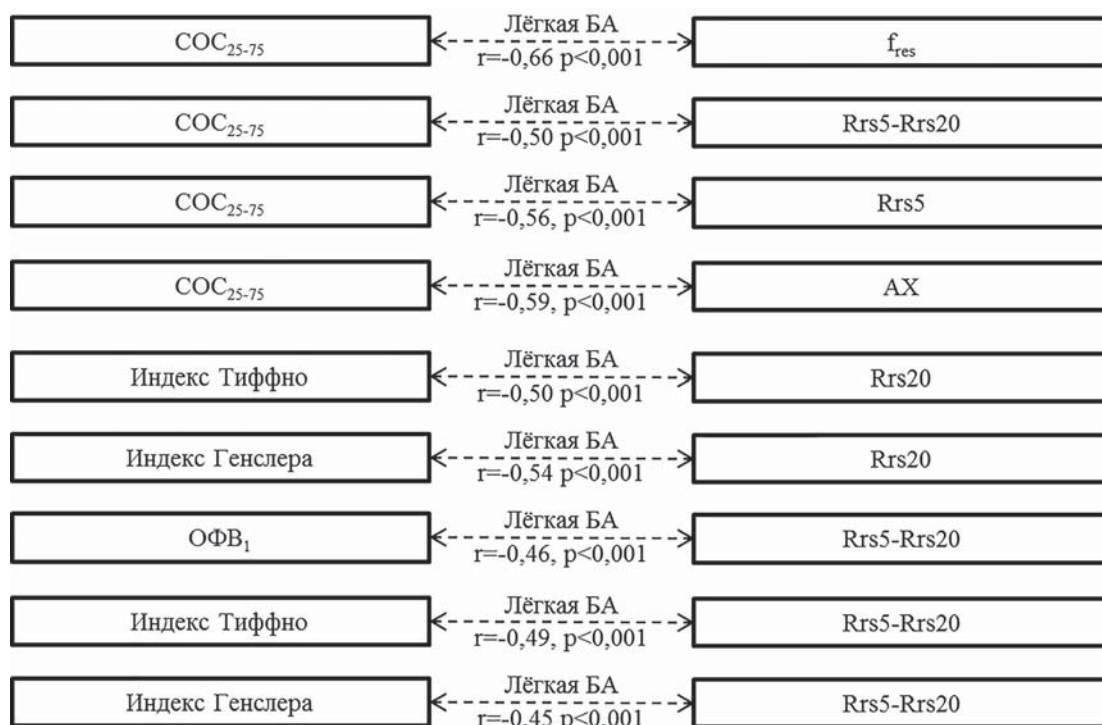 СОС25-75 Лёгкая БА fres
r=-0,66 p<0,001
СОС25-75 Лёгкая БА Rrs5-Rrs20
r=-0,50 p<0,001
СОС25-75 Лёгкая БА Rrs5
r=-0,56, p<0,001
СОС25-75 Лёгкая БА AX
r=-0,59, p<0,001
Индекс Тиффно Лёгкая БА Rrs20
r=-0,50 p<0,001
Индекс Генслера Лёгкая БА Rrs20
r=-0,54 p<0,001
ОФВ1 Лёгкая БА Rrs5-Rrs20
r=-0,46, p<0,001
Индекс Тиффно Лёгкая БА Rrs5-Rrs20
r=-0,49, p<0,001
Индекс Генслера Лёгкая БА Rrs5-Rrs20
r=-0,45 p<0,001